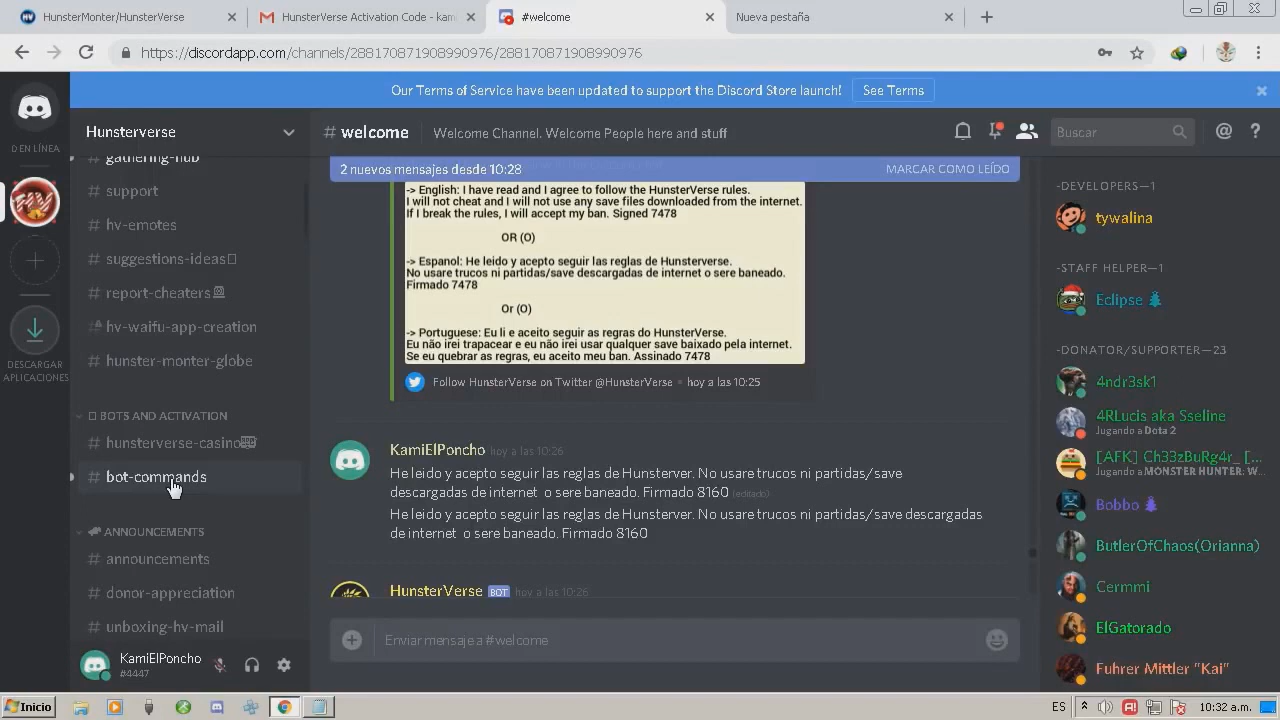 HunsterMonter/HunsterVerse
HunsterVerse Activation Code - kami
#welcome
Nueva pestaña
https://discordapp.com/channels/288170871908990976/298170871908990976
Our Terms of Service have been updated to support the Discord Store launch!
See Terms
Hunsterverse
# welcome
Welcome Channel. Welcome People here and stuff
Buscar
0 EN LÍNEA
DESCARGAR
APLICACIONES
gathering-hub
# support
# hv-emotes
# suggestions-ideas
# report-cheaters
# hv-waifu-app-creation
# hunster-monter-globe
BOTS AND ACTIVATION
# hunsterverse-casino
# bot-commands
ANNOUNCEMENTS
# announcements
# donor-appreciation
# unboxing-hv-mail
KamiElPoncho
#4447
2 nuevos mensajes desde 10:28
MARCAR COMO LEÍDO
-> English: I have read and I agree to follow the HunsterVerse rules.
I will not cheat and I will not use any save files downloaded from the internet.
If I break the rules, I will accept my ban. Signed 7478
OR (O)
-> Espanol: He leido y acepto seguir las reglas de Hunsterverse.
No usare trucos ni partidas/save descargadas de internet o sere baneado.
Firmado 7478
Or (O)
-> Portuguese: Eu li e aceito seguir as regras do HunsterVerse.
Eu não irei trapacear e eu não irei usar qualquer save baixado pela internet.
Se eu quebrar as regras, eu aceito meu ban. Assinado 7478
Follow HunsterVerse on Twitter @HunsterVerse • hoy a las 10:25
KamiElPoncho hoy a las 10:26
He leido y acepto seguir las reglas de Hunsterver. No usare trucos ni partidas/save
descargadas de internet o sere baneado. Firmado 8160 (editado)
He leido y acepto seguir las reglas de Hunsterver. No usare trucos ni partidas/save descargadas
de internet o sere baneado. Firmado 8160
HunsterVerse BOT hoy a las 10:26
Enviar mensaje a #welcome
-DEVELOPERS—1
tywalina
-STAFF HELPER—1
Eclipse
-DONATOR/SUPPORTER—23
4ndr3sk1
4RLucis aka Sseline
Jugando a Dota 2
[AFK] Ch33zBuRg4r_ [...
Jugando a MONSTER HUNTER: W...
Bobbo
ButlerOfChaos(Orianna)
Cermmi
ElGatorado
Fuhrer Mittler "Kai"
Inicio
ES
10:32 a.m.